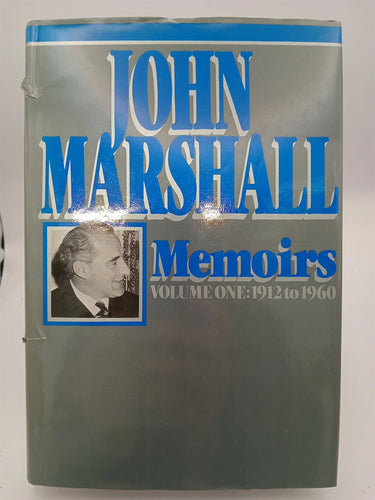 JOHN
MARSHALL
Memoirs
VOLUME ONE: 1912 to 1960